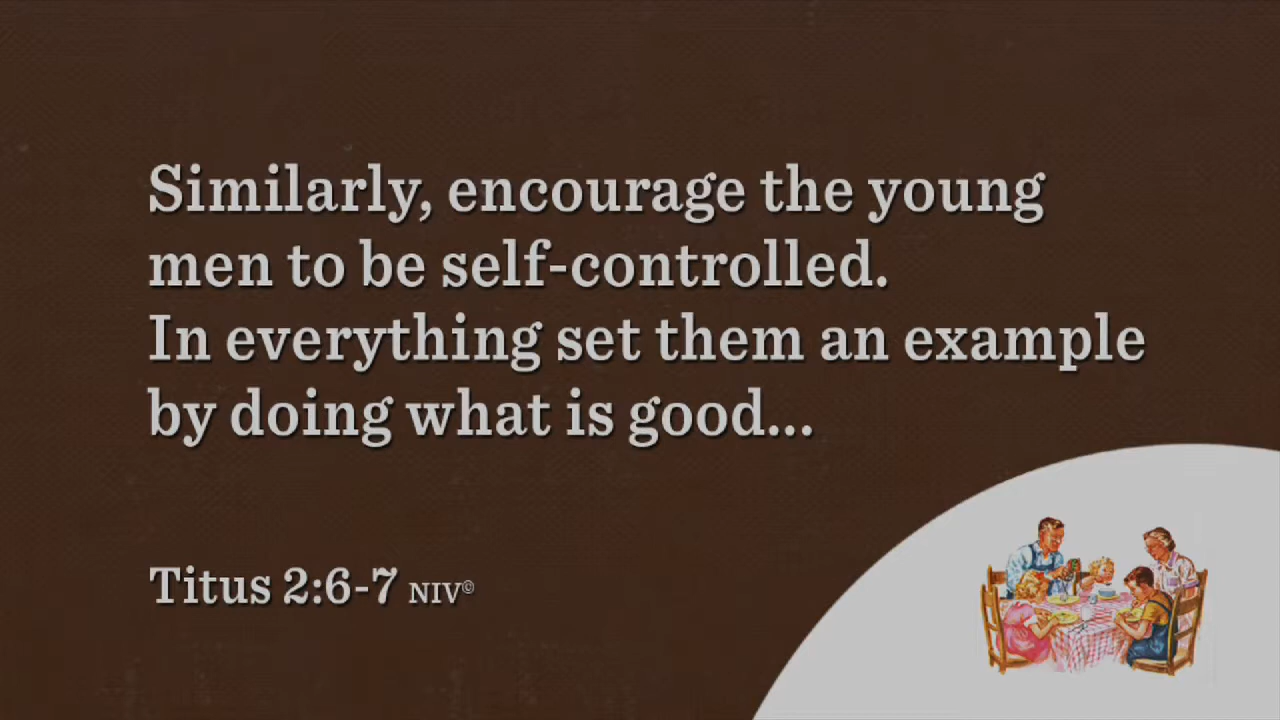 Similarly, encourage the young
men to be self-controlled.
In everything set them an example
by doing what is good...
Titus 2:6-7 NIV©